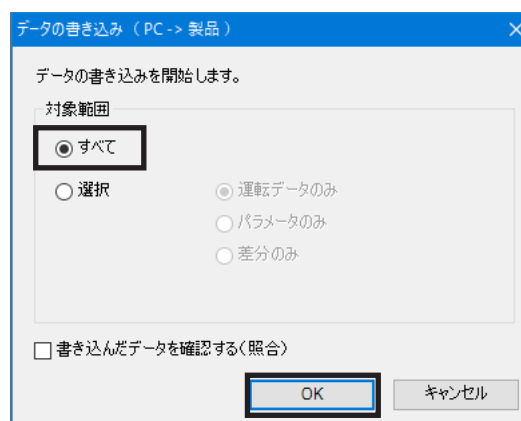 データの書き込み （ PC -> 製品 ）
データの書き込みを開始します。
対象範囲
すべて
選択
運転データのみ
パラメータのみ
差分のみ
書き込んだデータを確認する(照合)
OK
キャンセル